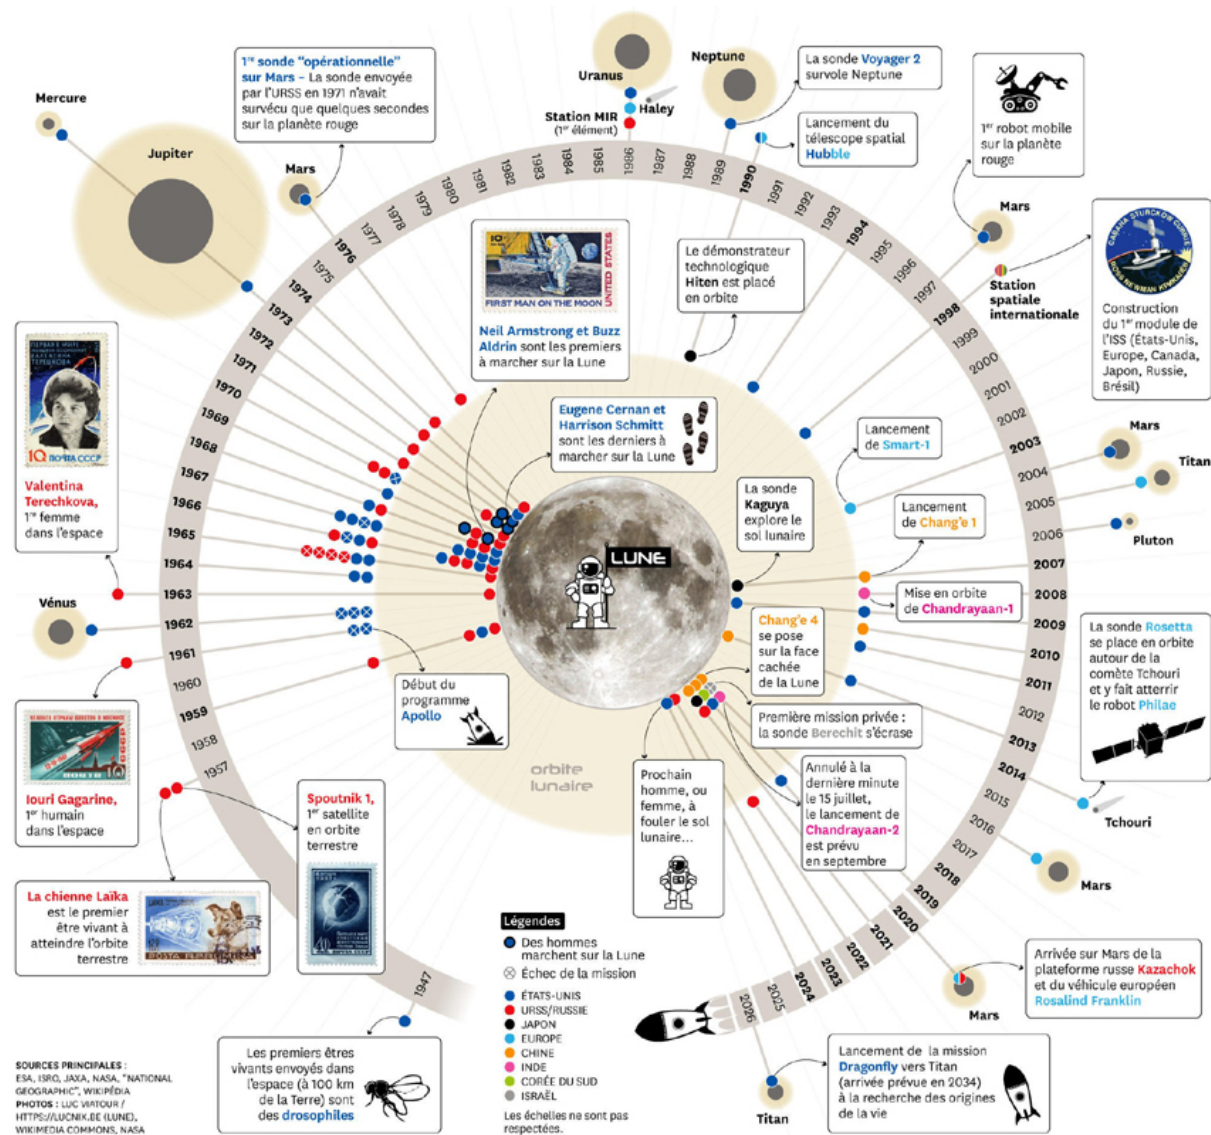 Uranus
Haley
Station MIR
(1er élément)
Neptune
La sonde Voyager 2
survole Neptune
Lancement du
télescope spatial
Hubble
1er robot mobile
sur la planète
rouge
Mars
Station
spatiale
internationale
Construction
du 1er module de
l'ISS (États-Unis,
Europe, Canada,
Japon, Russie,
Brésil)
1re sonde "opérationnelle"
sur Mars – La sonde envoyée
par l'URSS en 1971 n'avait
survécu que quelques secondes
sur la planète rouge
Mercure
Jupiter
Mars
10c
UNITED STATES
FIRST MAN ON THE MOON
Neil Armstrong et Buzz
Aldrin sont les premiers
à marcher sur la Lune
Le démonstrateur
technologique
Hiten est placé
en orbite
Eugene Cernan et
Harrison Schmitt
sont les derniers à
marcher sur la Lune
La sonde
Kaguya
explore le
sol lunaire
Lancement
de Smart-1
Lancement
de Chang'e 1
Mise en orbite
de Chandrayaan-1
Mars
Titan
Pluton
ПОЧТА СССР
Valentina
Terechkova,
1re femme
dans l'espace
Vénus
LUNE
Chang'e 4
se pose
sur la face
cachée
de la Lune
La sonde Rosetta
se place en orbite
autour de la
comète Tchouri
et y fait atterrir
le robot Philae
Tchouri
Début du
programme
Apollo
Première mission privée :
la sonde Berechit s'écrase
Iouri Gagarine,
1er humain
dans l'espace
Spoutnik 1,
1er satellite
en orbite
terrestre
orbite
lunaire
Prochain
homme, ou
femme, à
fouler le sol
lunaire...
Annulé à la
dernière minute
le 15 juillet,
le lancement de
Chandrayaan-2
est prévu
en septembre
Mars
La chienne Laïka
est le premier
être vivant à
atteindre l'orbite
terrestre
Arrivée sur Mars de la
plateforme russe Kazachok
et du véhicule européen
Rosalind Franklin
Mars
Les premiers êtres
vivants envoyés dans
l'espace (à 100 km
de la Terre) sont
des drosophiles
Lancement de la mission
Dragonfly vers Titan
(arrivée prévue en 2034)
à la recherche des origines
de la vie
Titan
1947
1957
1958
1959
1960
1961
1962
1963
1964
1965
1966
1967
1968
1969
1970
1971
1972
1973
1974
1975
1976
1977
1978
1979
1980
1981
1982
1983
1984
1985
1986
1987
1988
1989
1990
1991
1992
1993
1994
1995
1996
1997
1998
1999
2000
2001
2002
2003
2004
2005
2006
2007
2008
2009
2010
2011
2012
2013
2014
2015
2016
2017
2018
2019
2020
2021
2022
2023
2024
2025
2026
Légendes
Des hommes
marchent sur la Lune
Échec de la mission
ÉTATS-UNIS
URSS/RUSSIE
JAPON
EUROPE
CHINE
INDE
CORÉE DU SUD
ISRAËL
Les échelles ne sont pas
respectées.
SOURCES PRINCIPALES :
ESA, ISRO, JAXA, NASA, "NATIONAL
GEOGRAPHIC", WIKIPÉDIA
PHOTOS : LUC VIATOUR /
HTTPS://LUCNIX.BE (LUNE),
WIKIMEDIA COMMONS, NASA